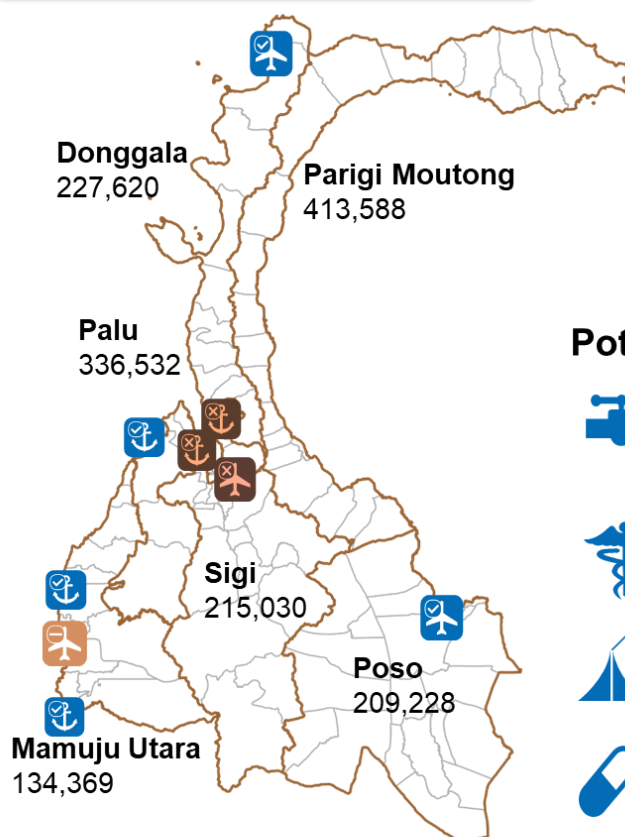 Donggala
227,620
Parigi Moutong
413,588
Palu
336,532
Pot
Sigi
215,030
Poso
209,228
Mamuju Utara
134,369